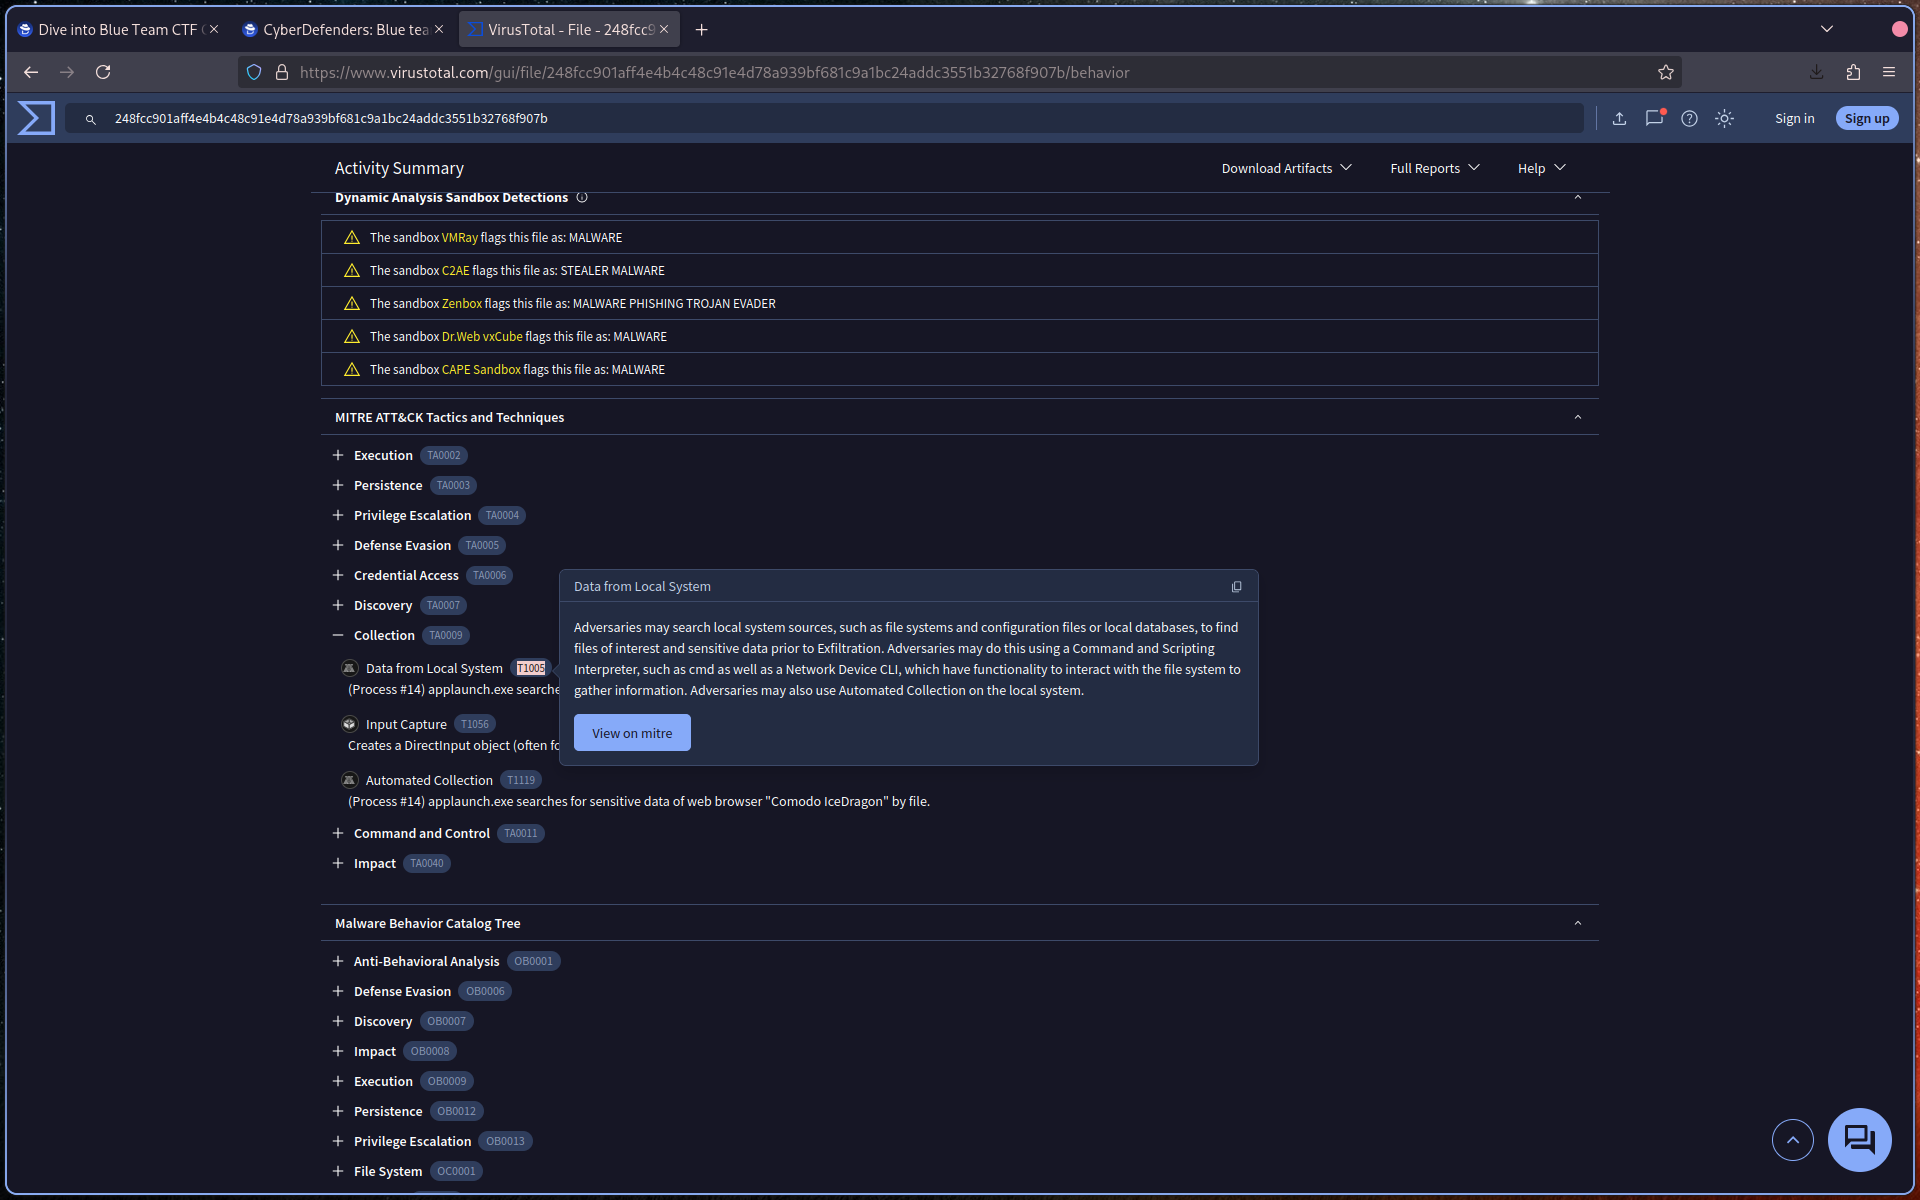 Dive into Blue Team CTF C
CyberDefenders: Blue tea
VirusTotal - File - 248fcc9
https://www.virustotal.com/gui/file/248fcc901aff4e4b4c48c91e4d78a939bf681c9a1bc24addc3551b32768f907b/behavior
248fcc901aff4e4b4c48c91e4d78a939bf681c9a1bc24addc3551b32768f907b
Sign in
Sign up
Activity Summary
Download Artifacts
Full Reports
Help
Dynamic Analysis Sandbox Detections
The sandbox VMRay flags this file as: MALWARE
The sandbox C2AE flags this file as: STEALER MALWARE
The sandbox Zenbox flags this file as: MALWARE PHISHING TROJAN EVADER
The sandbox Dr.Web vxCube flags this file as: MALWARE
The sandbox CAPE Sandbox flags this file as: MALWARE
MITRE ATT&CK Tactics and Techniques
Execution TA0002
Persistence TA0003
Privilege Escalation TA0004
Defense Evasion TA0005
Credential Access TA0006
Discovery TA0007
Collection TA0009
Data from Local System T1005
(Process #14) applaunch.exe searche
Input Capture T1056
Creates a DirectInput object (often fo
Automated Collection T1119
(Process #14) applaunch.exe searches for sensitive data of web browser "Comodo IceDragon" by file.
Data from Local System
Adversaries may search local system sources, such as file systems and configuration files or local databases, to find
files of interest and sensitive data prior to Exfiltration. Adversaries may do this using a Command and Scripting
Interpreter, such as cmd as well as a Network Device CLI, which have functionality to interact with the file system to
gather information. Adversaries may also use Automated Collection on the local system.
View on mitre
Command and Control TA0011
Impact TA0040
Malware Behavior Catalog Tree
Anti-Behavioral Analysis OB0001
Defense Evasion OB0006
Discovery OB0007
Impact OB0008
Execution OB0009
Persistence OB0012
Privilege Escalation OB0013
File System OC0001